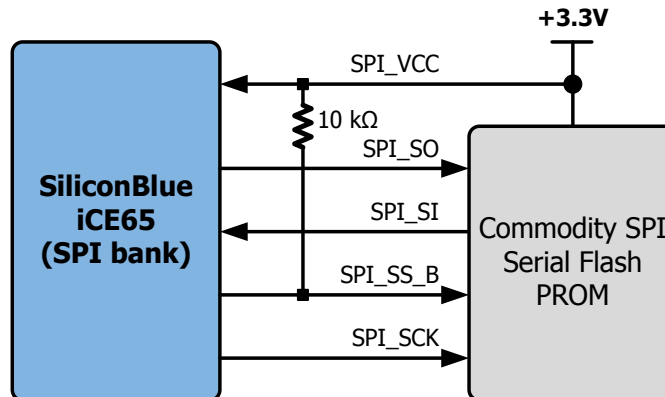 +3.3V
SPI_VCC
10 kΩ
SPI_SO
SiliconBlue
iCE65
(SPI bank)
SPI_SI
Commodity SPI
Serial Flash
PROM
SPI_SS_B
SPI_SCK